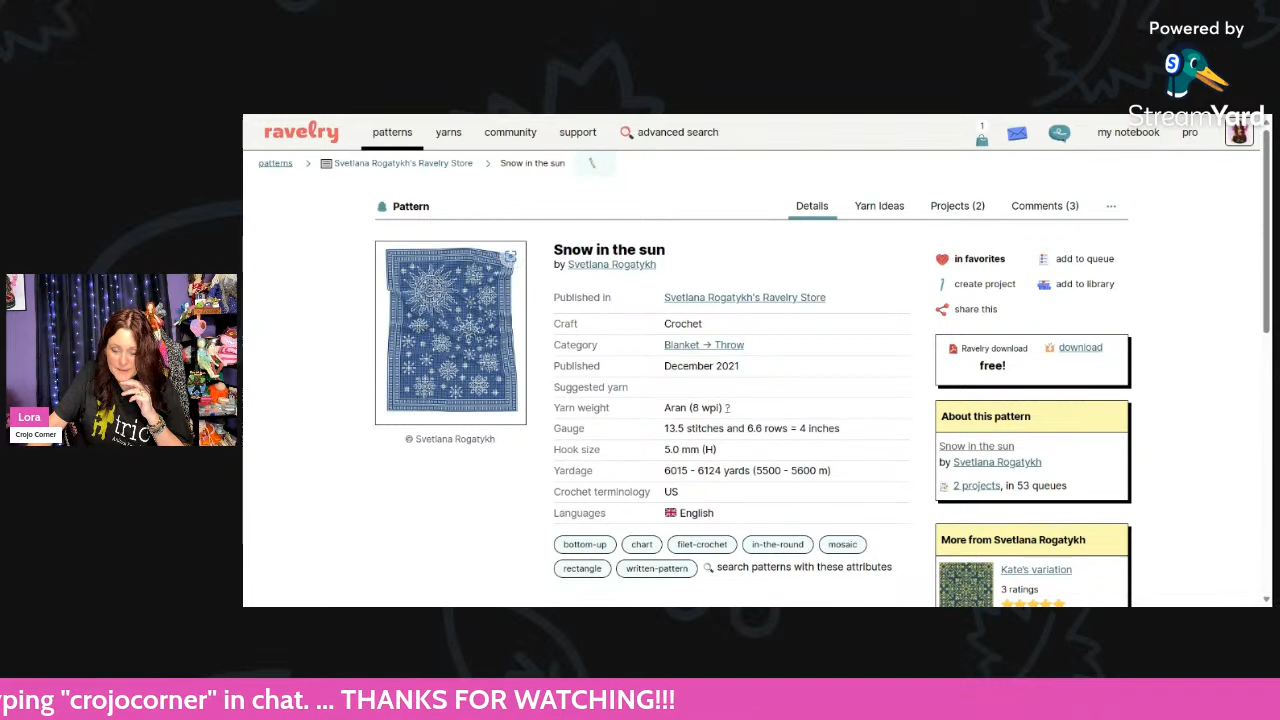 Powered by
S
StreamYard
ravelry patterns yarns community support advanced search 1 my notebook pro
patterns > Svetlana Rogatykh's Ravelry Store > Snow in the sun
Pattern Details Yarn Ideas Projects (2) Comments (3) ...
Snow in the sun
by Svetlana Rogatykh
Published in Svetlana Rogatykh's Ravelry Store
Craft Crochet
Category Blanket → Throw
Published December 2021
Suggested yarn
Yarn weight Aran (8 wpi) ?
Gauge 13.5 stitches and 6.6 rows = 4 inches
Hook size 5.0 mm (H)
Yardage 6015 - 6124 yards (5500 - 5600 m)
Crochet terminology US
Languages English
bottom-up chart filet-crochet in-the-round mosaic
rectangle written-pattern search patterns with these attributes
© Svetlana Rogatykh
in favorites add to queue
create project add to library
share this
Ravelry download download
free!
About this pattern
Snow in the sun
by Svetlana Rogatykh
2 projects, in 53 queues
More from Svetlana Rogatykh
Kate's variation
3 ratings
tric
Lora
Crojo Corner
yping "crojocorner" in chat. ... THANKS FOR WATCHING!!!